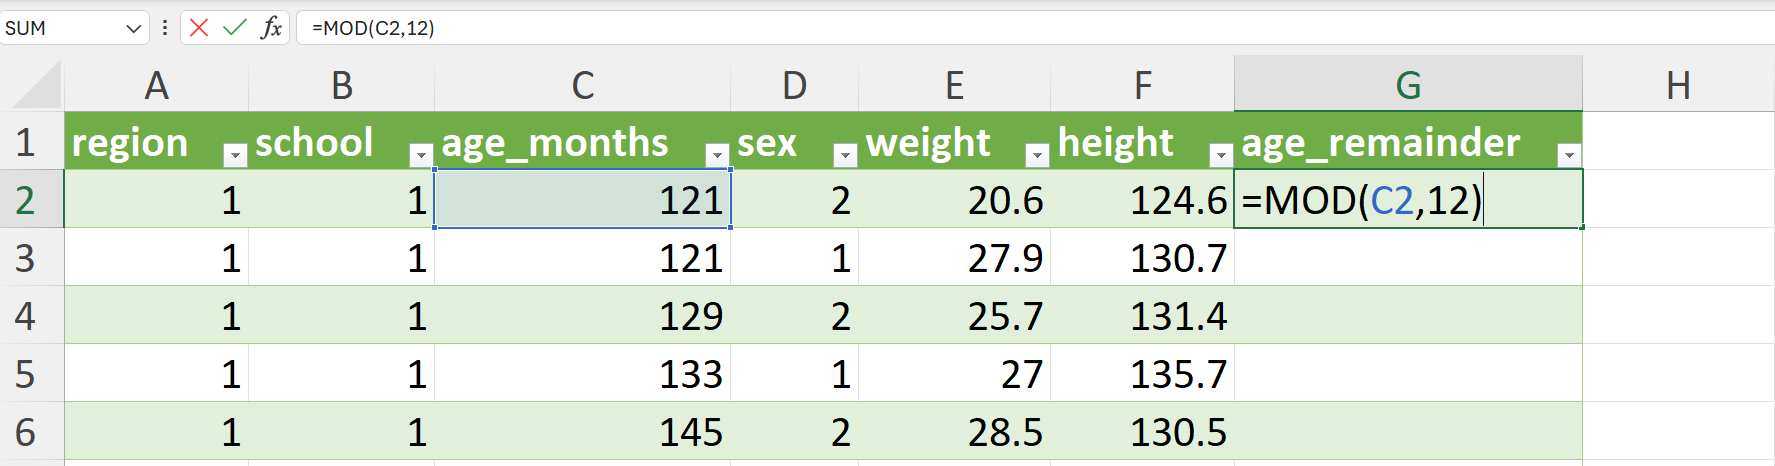 SUM fx =MOD(C2,12)
A B C D E F G H
1 region school age_months sex weight height age_remainder
2 1 1 121 2 20.6 124.6 =MOD(C2,12)
3 1 1 121 1 27.9 130.7
4 1 1 129 2 25.7 131.4
5 1 1 133 1 27 135.7
6 1 1 145 2 28.5 130.5